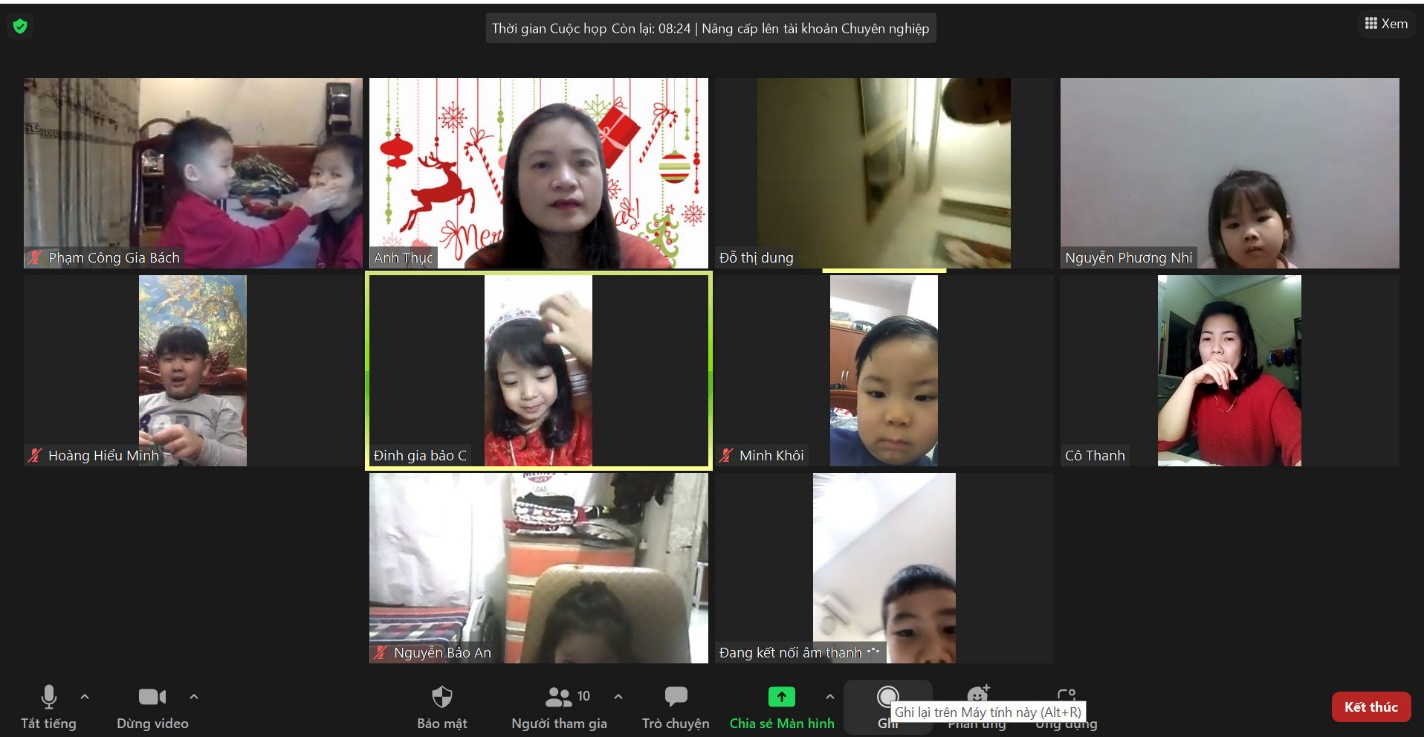 Thời gian Cuộc họp Còn lại: 08:24 | Nâng cấp lên tài khoản Chuyên nghiệp
Xem
Phạm Công Gia Bách
Anh Thục
Đỗ thị dung
Nguyễn Phương Nhi
Hoàng Hiểu Minh
Đinh gia bảo C
Minh Khôi
Cô Thanh
Nguyễn Bảo An
Đang kết nối âm thanh
Tắt tiếng
Dừng video
Bảo mật
10
Người tham gia
Trò chuyện
Chia sẻ Màn hình
Ghi
Ghi lại trên Máy tính này (Alt+R)
Phản ứng
Ứng dụng
Kết thúc